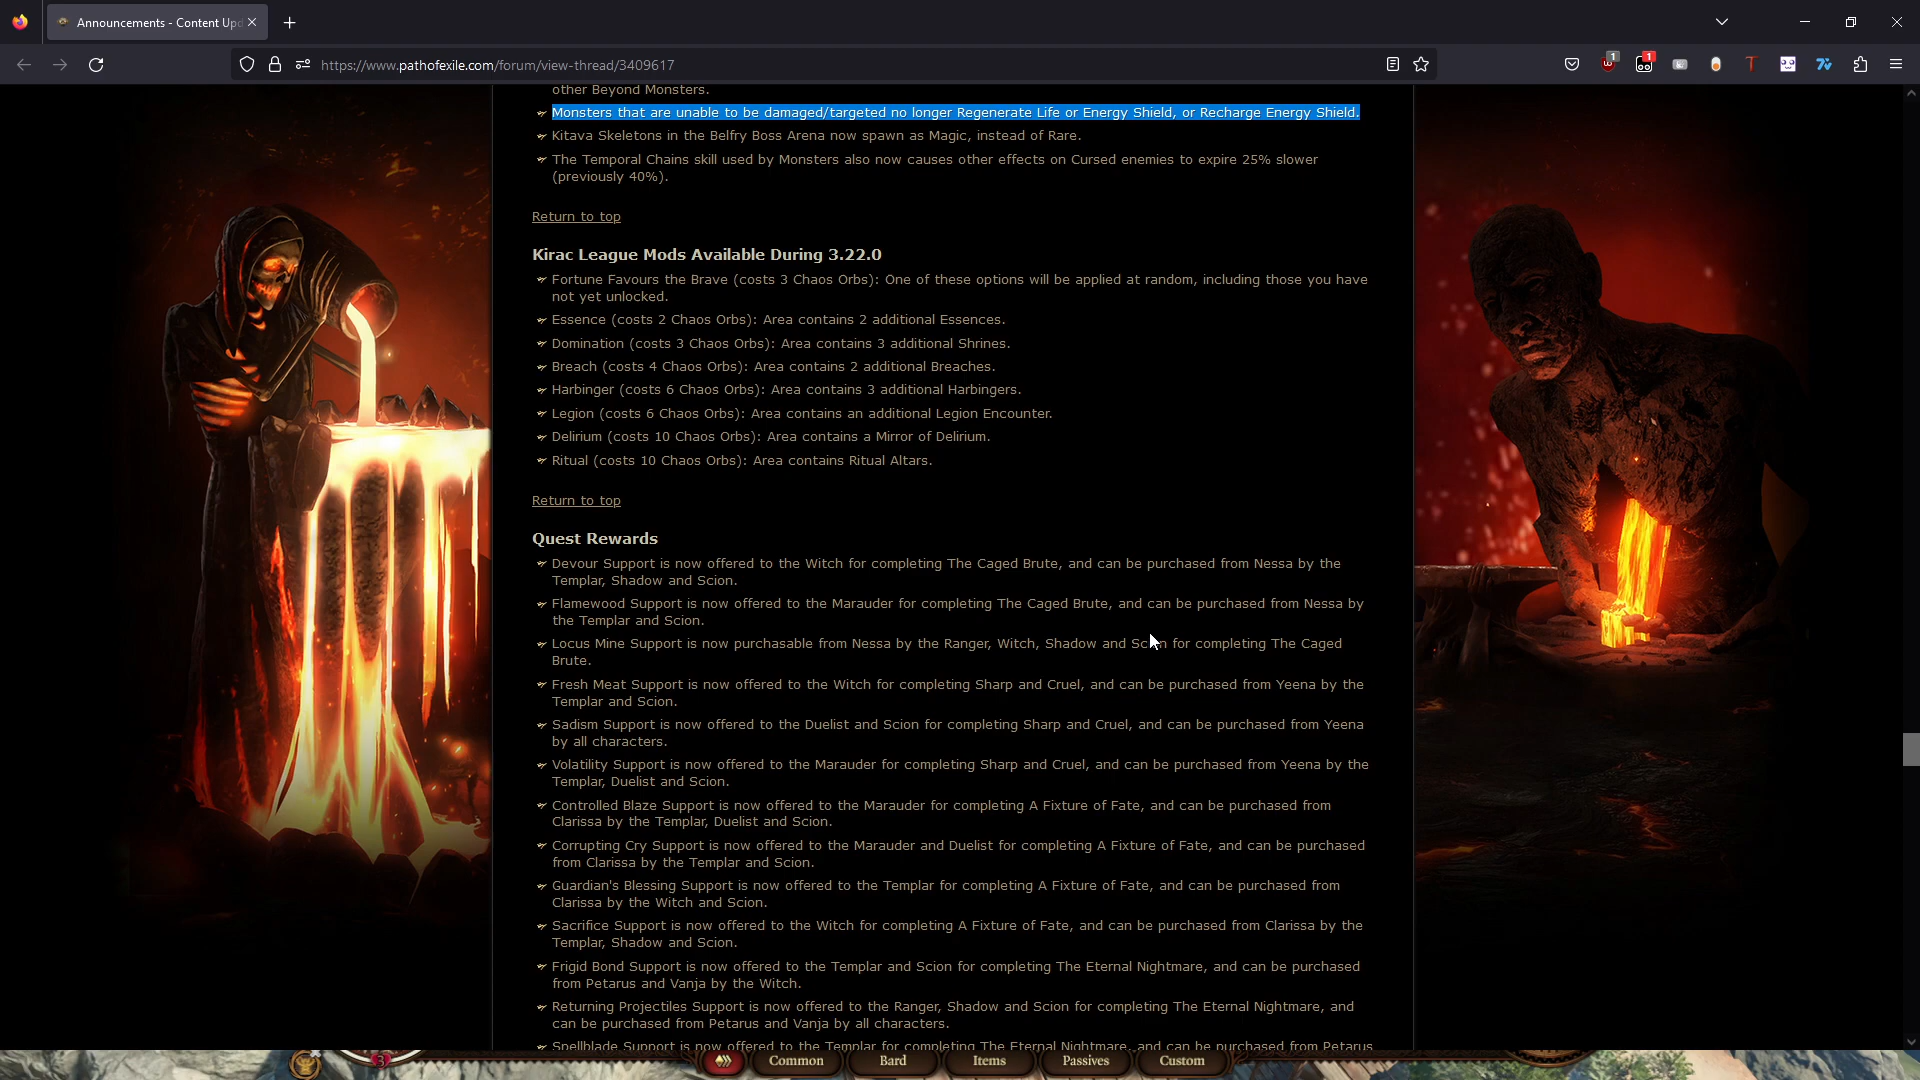 Announcements - Content Upd
https://www.pathofexile.com/forum/view-thread/3409617
1
1
other Beyond Monsters.
Monsters that are unable to be damaged/targeted no longer Regenerate Life or Energy Shield, or Recharge Energy Shield.
Kitava Skeletons in the Belfry Boss Arena now spawn as Magic, instead of Rare.
The Temporal Chains skill used by Monsters also now causes other effects on Cursed enemies to expire 25% slower
(previously 40%).
Return to top
Kirac League Mods Available During 3.22.0
Fortune Favours the Brave (costs 3 Chaos Orbs): One of these options will be applied at random, including those you have
not yet unlocked.
Essence (costs 2 Chaos Orbs): Area contains 2 additional Essences.
Domination (costs 3 Chaos Orbs): Area contains 3 additional Shrines.
Breach (costs 4 Chaos Orbs): Area contains 2 additional Breaches.
Harbinger (costs 6 Chaos Orbs): Area contains 3 additional Harbingers.
Legion (costs 6 Chaos Orbs): Area contains an additional Legion Encounter.
Delirium (costs 10 Chaos Orbs): Area contains a Mirror of Delirium.
Ritual (costs 10 Chaos Orbs): Area contains Ritual Altars.
Return to top
Quest Rewards
Devour Support is now offered to the Witch for completing The Caged Brute, and can be purchased from Nessa by the
Templar, Shadow and Scion.
Flamewood Support is now offered to the Marauder for completing The Caged Brute, and can be purchased from Nessa by
the Templar and Scion.
Locus Mine Support is now purchasable from Nessa by the Ranger, Witch, Shadow and Scion for completing The Caged
Brute.
Fresh Meat Support is now offered to the Witch for completing Sharp and Cruel, and can be purchased from Yeena by the
Templar and Scion.
Sadism Support is now offered to the Duelist and Scion for completing Sharp and Cruel, and can be purchased from Yeena
by all characters.
Volatility Support is now offered to the Marauder for completing Sharp and Cruel, and can be purchased from Yeena by the
Templar, Duelist and Scion.
Controlled Blaze Support is now offered to the Marauder for completing A Fixture of Fate, and can be purchased from
Clarissa by the Templar, Duelist and Scion.
Corrupting Cry Support is now offered to the Marauder and Duelist for completing A Fixture of Fate, and can be purchased
from Clarissa by the Templar and Scion.
Guardian's Blessing Support is now offered to the Templar for completing A Fixture of Fate, and can be purchased from
Clarissa by the Witch and Scion.
Sacrifice Support is now offered to the Witch for completing A Fixture of Fate, and can be purchased from Clarissa by the
Templar, Shadow and Scion.
Frigid Bond Support is now offered to the Templar and Scion for completing The Eternal Nightmare, and can be purchased
from Petarus and Vanja by the Witch.
Returning Projectiles Support is now offered to the Ranger, Shadow and Scion for completing The Eternal Nightmare, and
can be purchased from Petarus and Vanja by all characters.
Spellblade Support is now offered to the Templar for completing The Eternal Nightmare, and can be purchased from Petarus
3
Common
Bard
Items
Passives
Custom